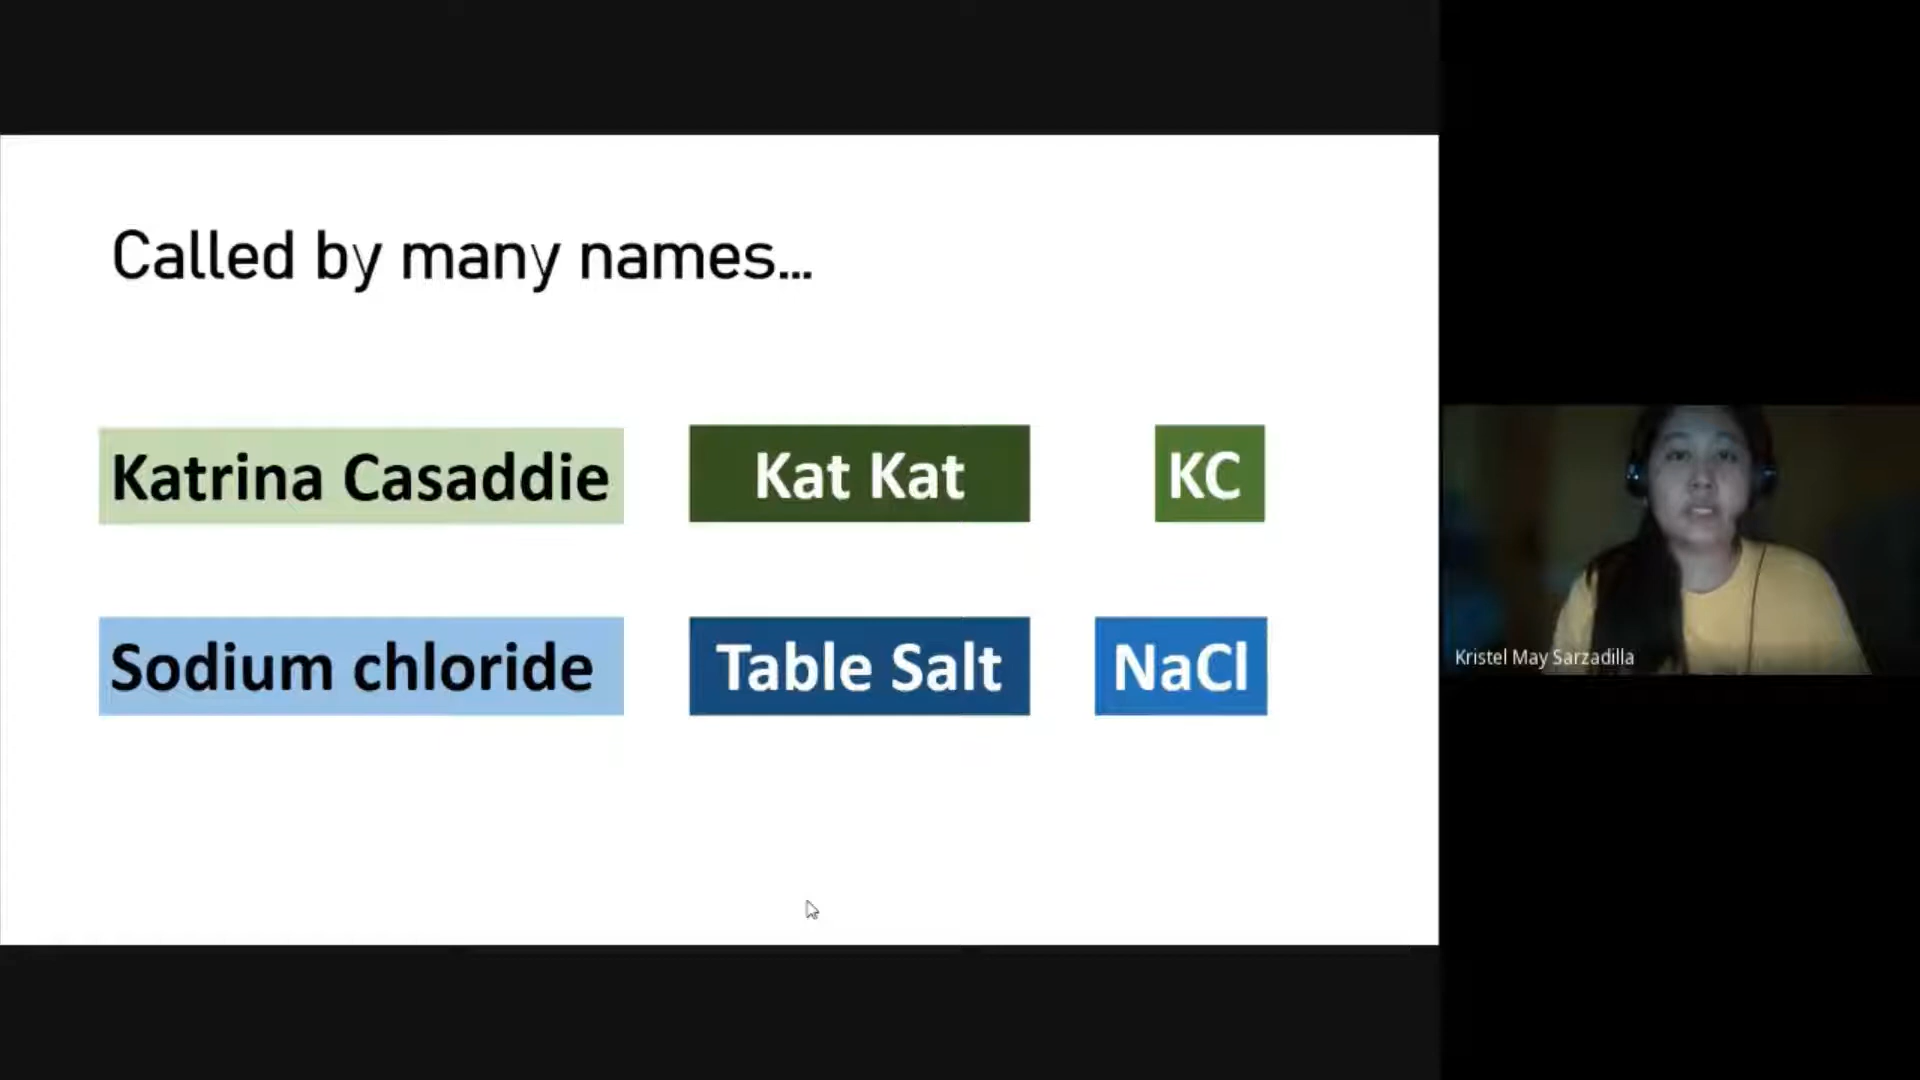 Called by many names...
Katrina Casaddie
Kat Kat
KC
Sodium chloride
Table Salt
NaCl
Kristel May Sarzadilla